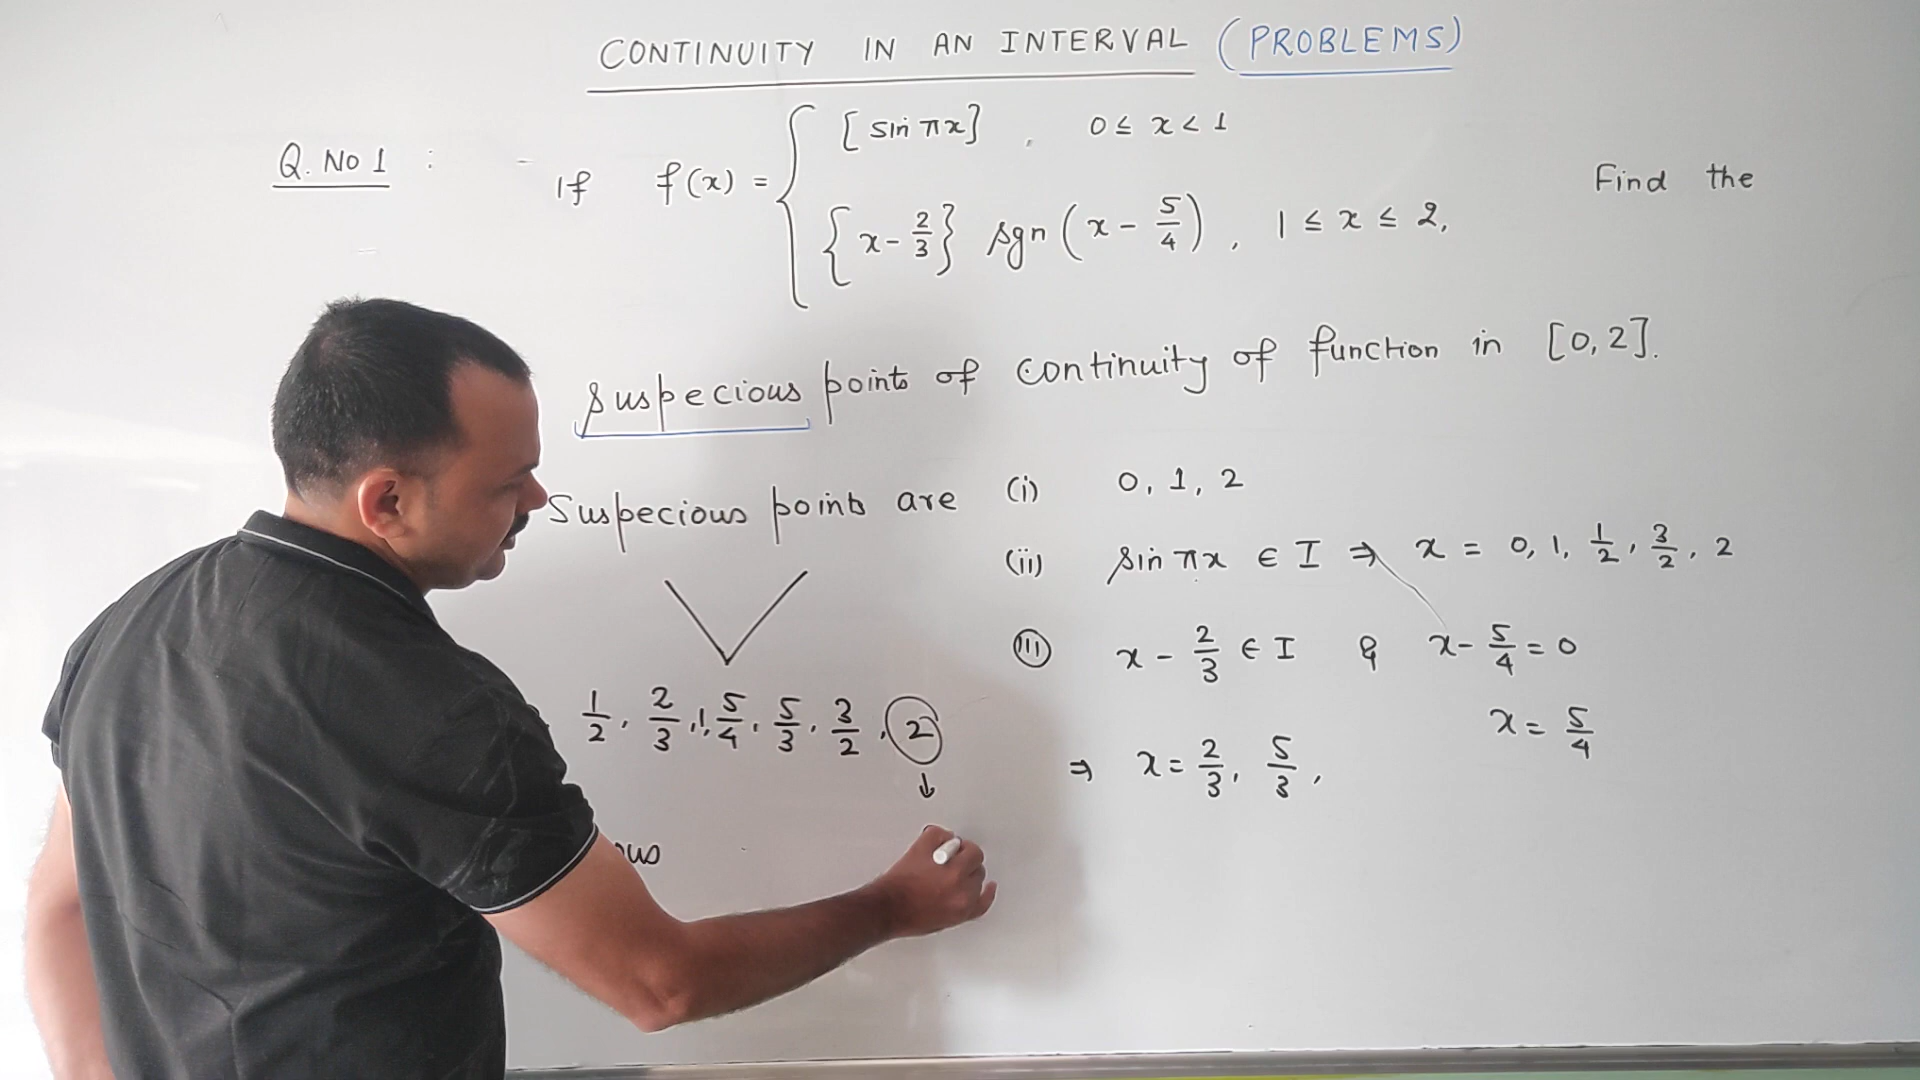 CONTINUITY IN AN INTERVAL (PROBLEMS)
Q. No 1 : - If f(x) = { [sin πx] , 0 ≤ x < 1
{x - 2/3} sgn (x - 5/4) , 1 ≤ x ≤ 2, Find the
suspecious points of continuity of function in [0, 2].
Suspecious points are (i) 0, 1, 2
(ii) sin πx ∈ I ⇒ x = 0, 1, 1/2, 3/2, 2
(iii) x - 2/3 ∈ I & x - 5/4 = 0
1/2, 2/3, 1, 5/4, 5/3, 3/2, 2
x = 5/4
⇒ x = 2/3, 5/3,
↓